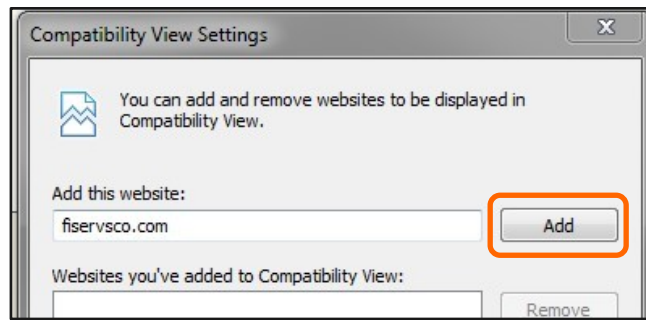 Compatibility View Settings
You can add and remove websites to be displayed in
Compatibility View.
Add this website:
fiservsco.com
Add
Websites you've added to Compatibility View:
Remove